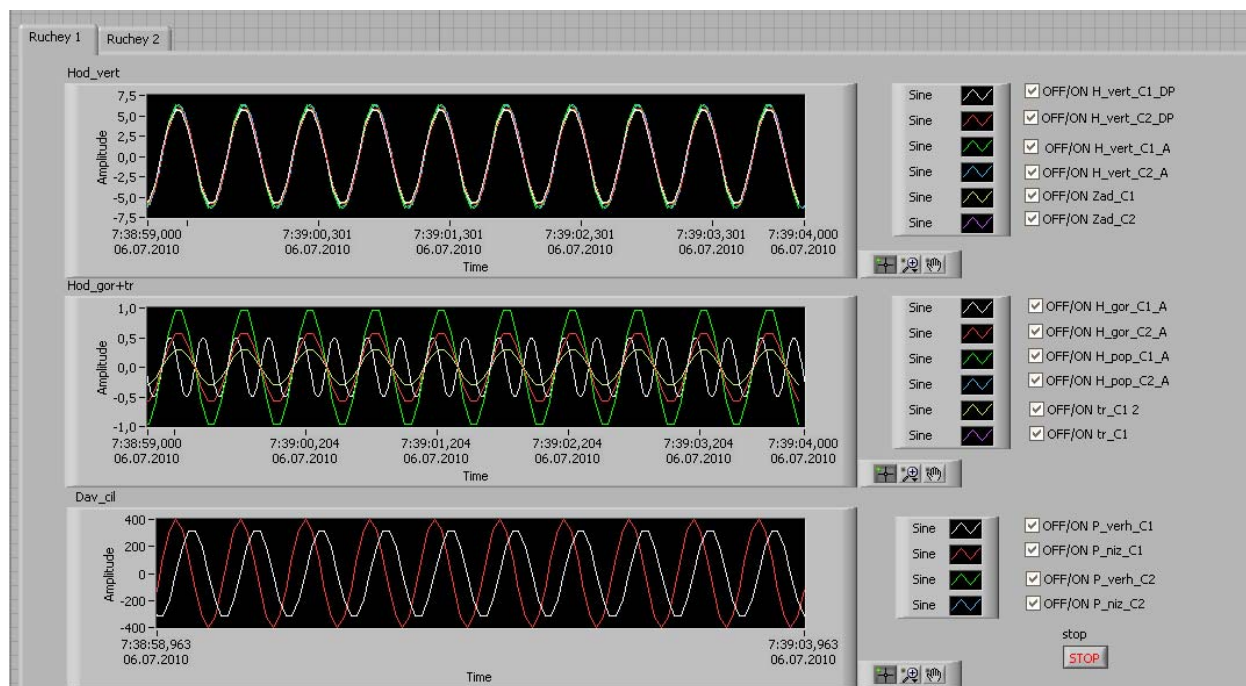 Ruchey 1 Ruchey 2
Hod_vert
Amplitude
7,5
5,0
2,5
0,0
-2,5
-5,0
-7,5
7:38:59,000 7:39:00,301 7:39:01,301 7:39:02,301 7:39:03,301 7:39:04,000
06.07.2010 06.07.2010 06.07.2010 06.07.2010 06.07.2010 06.07.2010
Time
Sine OFF/ON H_vert_C1_DP
Sine OFF/ON H_vert_C2_DP
Sine OFF/ON H_vert_C1_A
Sine OFF/ON H_vert_C2_A
Sine OFF/ON Zad_C1
Sine OFF/ON Zad_C2
Hod_gor+tr
Amplitude
1,0
0,5
0,0
-0,5
-1,0
7:38:59,000 7:39:00,204 7:39:01,204 7:39:02,204 7:39:03,204 7:39:04,000
06.07.2010 06.07.2010 06.07.2010 06.07.2010 06.07.2010 06.07.2010
Time
Sine OFF/ON H_gor_C1_A
Sine OFF/ON H_gor_C2_A
Sine OFF/ON H_pop_C1_A
Sine OFF/ON H_pop_C2_A
Sine OFF/ON tr_C1 2
Sine OFF/ON tr_C1
Dav_cil
Amplitude
400
200
0
-200
-400
7:38:58,963 7:39:03,963
06.07.2010 06.07.2010
Time
Sine OFF/ON P_verh_C1
Sine OFF/ON P_niz_C1
Sine OFF/ON P_verh_C2
Sine OFF/ON P_niz_C2
stop
STOP